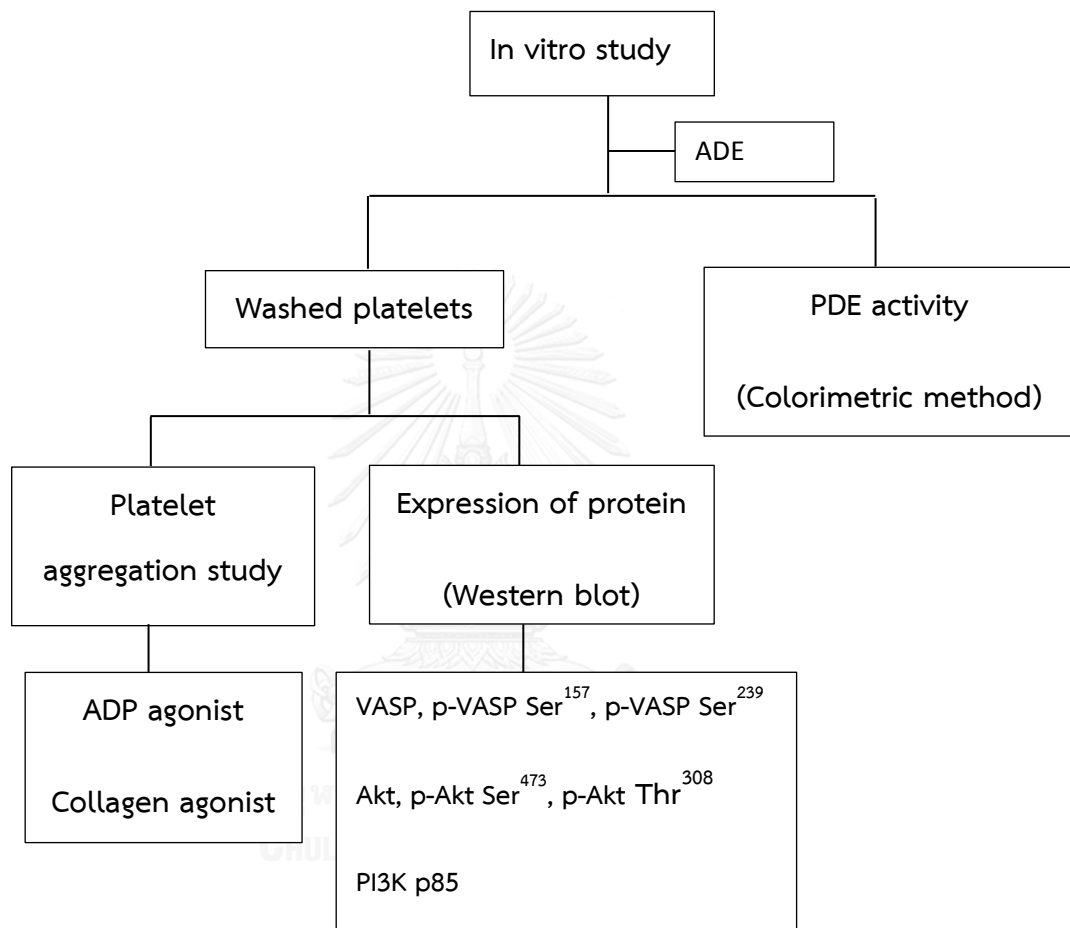 In vitro study
ADE
Washed platelets
PDE activity
(Colorimetric method)
Platelet
aggregation study
Expression of protein
(Western blot)
ADP agonist
Collagen agonist
VASP, p-VASP Ser157, p-VASP Ser239
Akt, p-Akt Ser473, p-Akt Thr308
PI3K p85